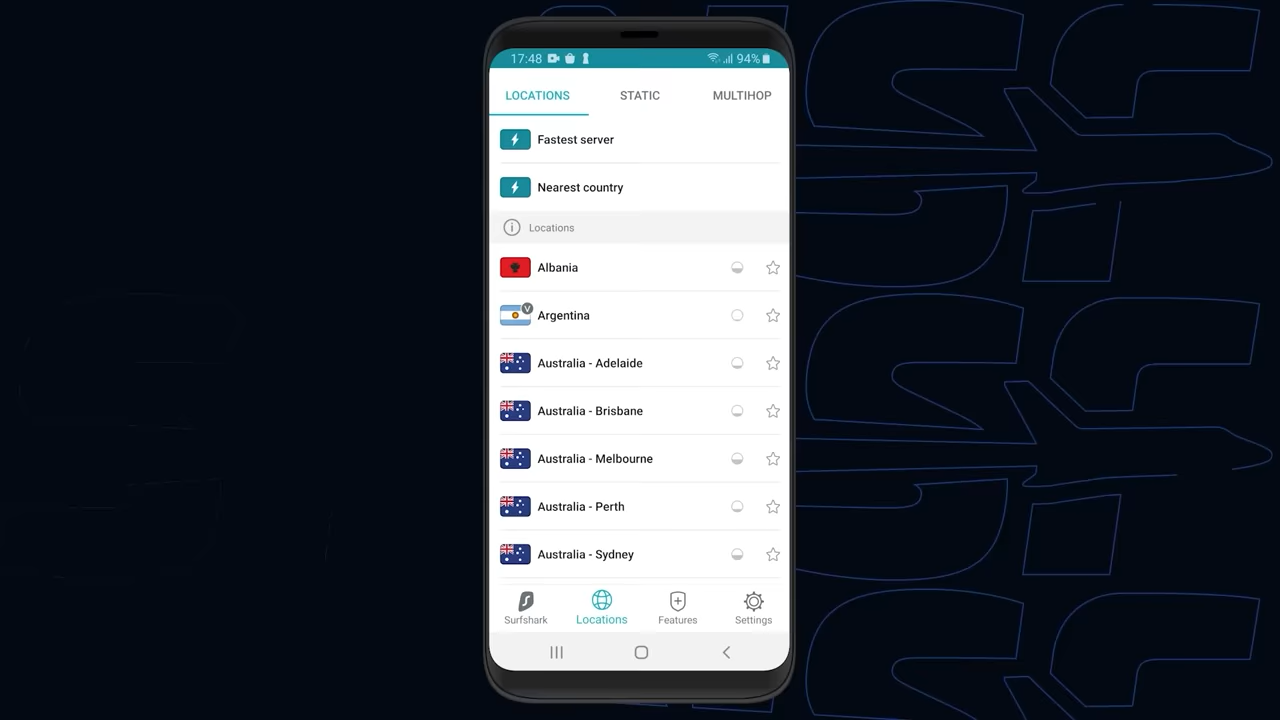 17:48 94%
LOCATIONS STATIC MULTIHOP
Fastest server
Nearest country
Locations
Albania
V
Argentina
Australia - Adelaide
Australia - Brisbane
Australia - Melbourne
Australia - Perth
Australia - Sydney
Surfshark Locations Features Settings